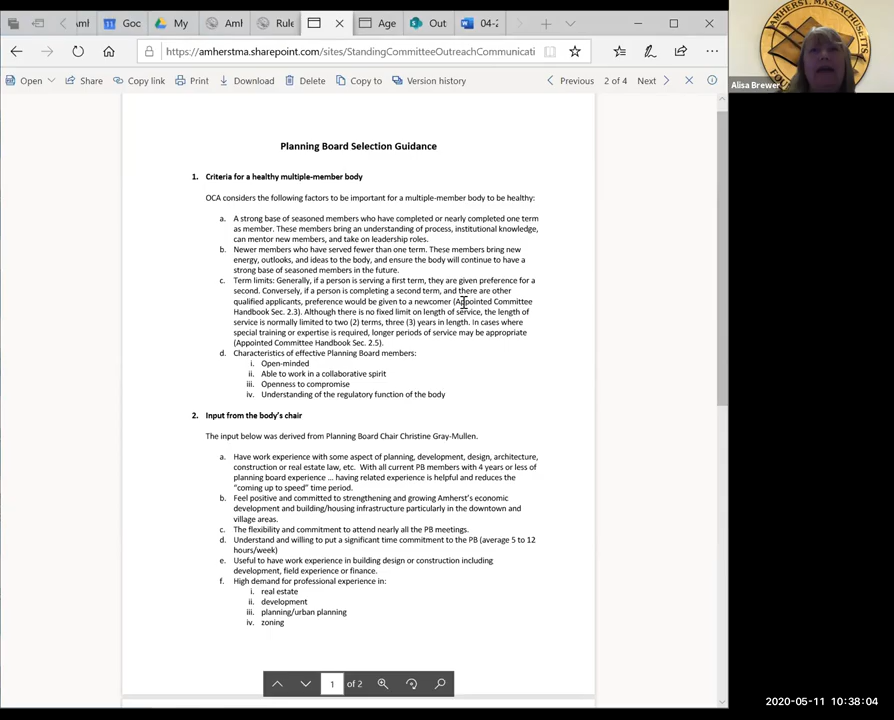 Amh
Goc
My
Amh
Rule
Age
Out
04-2
https://amherstma.sharepoint.com/sites/StandingCommitteeOutreachCommunicati
Open
Share
Copy link
Print
Download
Delete
Copy to
Version history
Previous
2 of 4
Next
Planning Board Selection Guidance
1. Criteria for a healthy multiple-member body
OCA considers the following factors to be important for a multiple-member body to be healthy:
a. A strong base of seasoned members who have completed or nearly completed one term
as member. These members bring an understanding of process, institutional knowledge,
can mentor new members, and take on leadership roles.
b. Newer members who have served fewer than one term. These members bring new
energy, outlooks, and ideas to the body, and ensure the body will continue to have a
strong base of seasoned members in the future.
c. Term limits: Generally, if a person is serving a first term, they are given preference for a
second. Conversely, if a person is completing a second term, and there are other
qualified applicants, preference would be given to a newcomer (Appointed Committee
Handbook Sec. 2.3). Although there is no fixed limit on length of service, the length of
service is normally limited to two (2) terms, three (3) years in length. In cases where
special training or expertise is required, longer periods of service may be appropriate
(Appointed Committee Handbook Sec. 2.5).
d. Characteristics of effective Planning Board members:
i. Open-minded
ii. Able to work in a collaborative spirit
iii. Openness to compromise
iv. Understanding of the regulatory function of the body
2. Input from the body's chair
The input below was derived from Planning Board Chair Christine Gray-Mullen.
a. Have work experience with some aspect of planning, development, design, architecture,
construction or real estate law, etc. With all current PB members with 4 years or less of
planning board experience ... having related experience is helpful and reduces the
"coming up to speed" time period.
b. Feel positive and committed to strengthening and growing Amherst's economic
development and building/housing infrastructure particularly in the downtown and
village areas.
c. The flexibility and commitment to attend nearly all the PB meetings.
d. Understand and willing to put a significant time commitment to the PB (average 5 to 12
hours/week)
e. Useful to have work experience in building design or construction including
development, field experience or finance.
f. High demand for professional experience in:
i. real estate
ii. development
iii. planning/urban planning
iv. zoning
1 of 2
AMHERST, MASSACHUSETTS
Alisa Brewer
2020-05-11 10:38:04